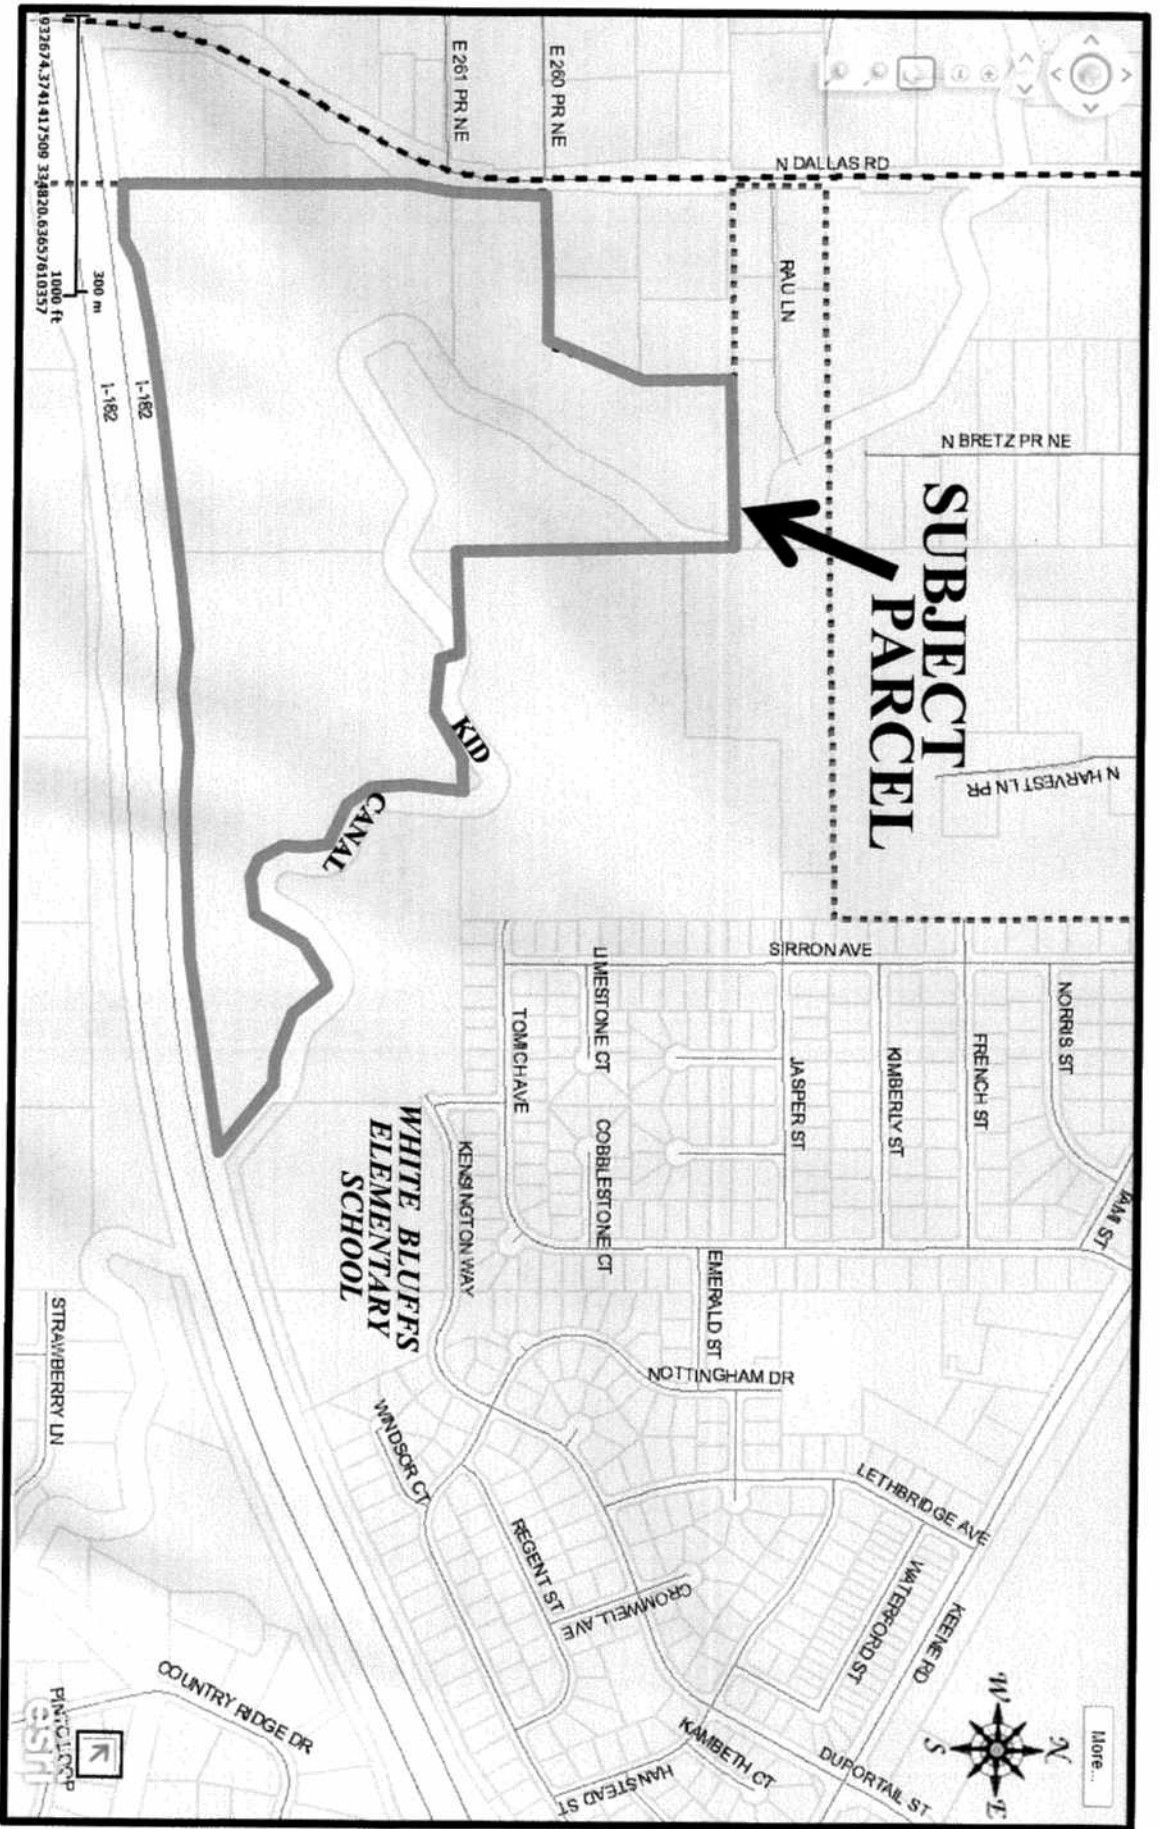 More...
W
N
E
S
SUBJECT
PARCEL
N DALLAS RD
RAU LN
E 260 PR NE
E 261 PR NE
N BRETZ PR NE
N HARVEST LN PR
KID
CANAL
I-182
I-182
SIRRON AVE
NORRIS ST
FRENCH ST
KIMBERLY ST
JASPER ST
LIMESTONE CT
COBBLESTONE CT
TOMICH AVE
KENSINGTON WAY
EMERALD ST
NOTTINGHAM DR
WHITE BLUFFS
ELEMENTARY
SCHOOL
WINDSOR CT
REGENT ST
CROMWELL AVE
LETHBRIDGE AVE
WATERFORD ST
KEENE RD
DUPORTAIL ST
KAMBETH CT
HANSTEAD ST
STRAWBERRY LN
COUNTRY RIDGE DR
esri
300 m
1000 ft